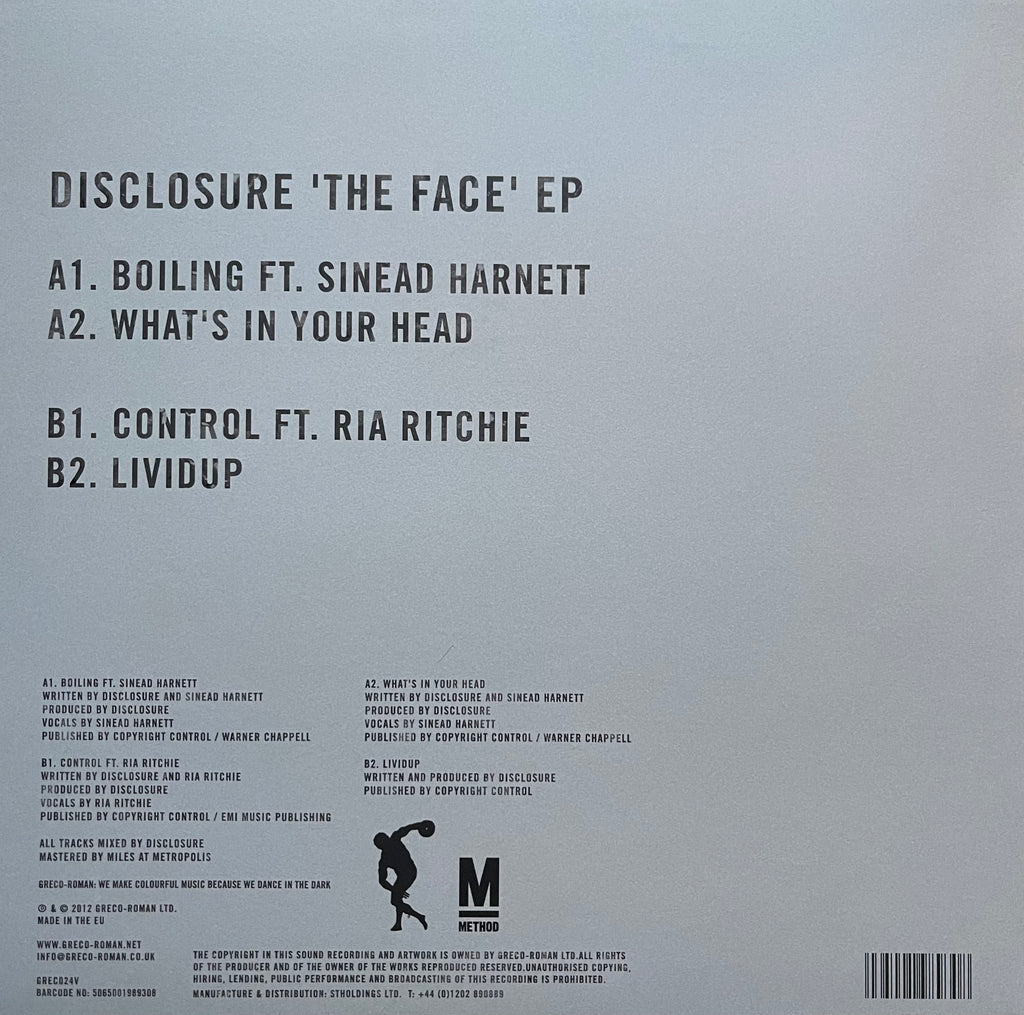 DISCLOSURE 'THE FACE' EP
A1. BOILING FT. SINEAD HARNETT
A2. WHAT'S IN YOUR HEAD
B1. CONTROL FT. RIA RITCHIE
B2. LIVIDUP
A1. BOILING FT. SINEAD HARNETT
WRITTEN BY DISCLOSURE AND SINEAD HARNETT
PRODUCED BY DISCLOSURE
VOCALS BY SINEAD HARNETT
PUBLISHED BY COPYRIGHT CONTROL / WARNER CHAPPELL
A2. WHAT'S IN YOUR HEAD
WRITTEN BY DISCLOSURE AND SINEAD HARNETT
PRODUCED BY DISCLOSURE
VOCALS BY SINEAD HARNETT
PUBLISHED BY COPYRIGHT CONTROL / WARNER CHAPPELL
B1. CONTROL FT. RIA RITCHIE
WRITTEN BY DISCLOSURE AND RIA RITCHIE
PRODUCED BY DISCLOSURE
VOCALS BY RIA RITCHIE
PUBLISHED BY COPYRIGHT CONTROL / EMI MUSIC PUBLISHING
B2. LIVIDUP
WRITTEN AND PRODUCED BY DISCLOSURE
PUBLISHED BY COPYRIGHT CONTROL
ALL TRACKS MIXED BY DISCLOSURE
MASTERED BY MILES AT METROPOLIS
GRECO-ROMAN: WE MAKE COLOURFUL MUSIC BECAUSE WE DANCE IN THE DARK
℗ & © 2012 GRECO-ROMAN LTD.
MADE IN THE EU
M
METHOD
WWW.GRECO-ROMAN.NET
INFO@GRECO-ROMAN.CO.UK
GREC024V
BARCODE NO: 5065001989308
THE COPYRIGHT IN THIS SOUND RECORDING AND ARTWORK IS OWNED BY GRECO-ROMAN LTD.ALL RIGHTS
OF THE PRODUCER AND OF THE OWNER OF THE WORKS REPRODUCED RESERVED.UNAUTHORISED COPYING,
HIRING, LENDING, PUBLIC PERFORMANCE AND BROADCASTING OF THIS RECORDING IS PROHIBITED.
MANUFACTURE & DISTRIBUTION: STHOLDINGS LTD. T: +44 (0)1202 890889